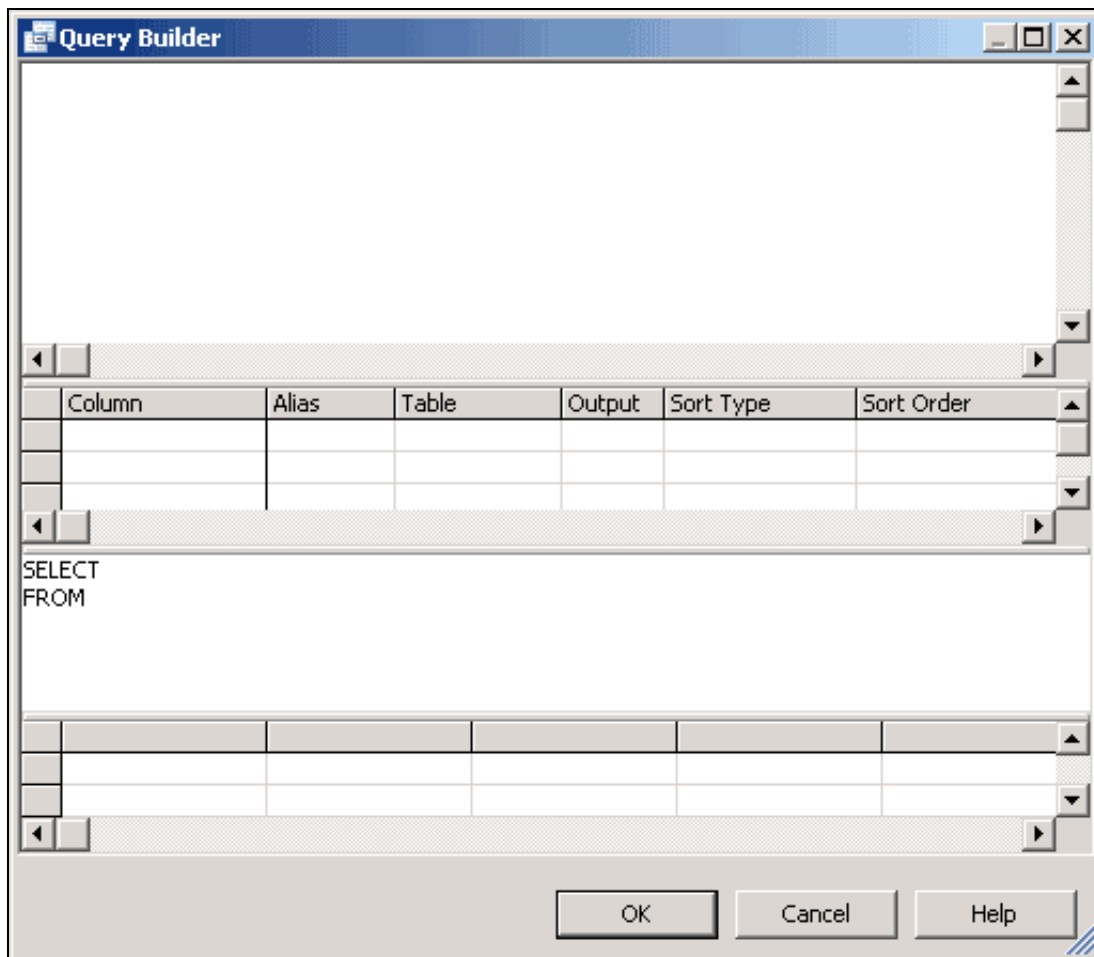 Query Builder
Column Alias Table Output Sort Type Sort Order
SELECT
FROM
OK Cancel Help